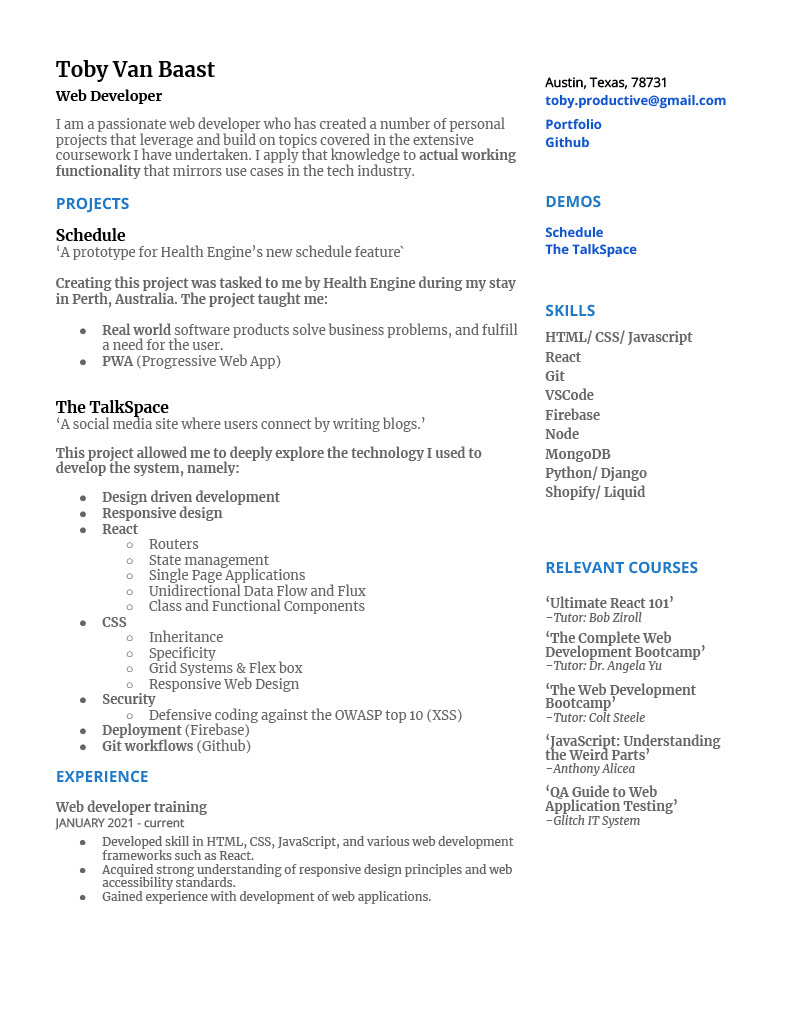 Toby Van Baast
Web Developer
I am a passionate web developer who has created a number of personal
projects that leverage and build on topics covered in the extensive
coursework I have undertaken. I apply that knowledge to actual working
functionality that mirrors use cases in the tech industry.
PROJECTS
Schedule
‘A prototype for Health Engine’s new schedule feature`
Creating this project was tasked to me by Health Engine during my stay
in Perth, Australia. The project taught me:
● Real world software products solve business problems, and fulfill
a need for the user.
● PWA (Progressive Web App)
The TalkSpace
‘A social media site where users connect by writing blogs.’
This project allowed me to deeply explore the technology I used to
develop the system, namely:
● Design driven development
● Responsive design
● React
○ Routers
○ State management
○ Single Page Applications
○ Unidirectional Data Flow and Flux
○ Class and Functional Components
● CSS
○ Inheritance
○ Specificity
○ Grid Systems & Flex box
○ Responsive Web Design
● Security
○ Defensive coding against the OWASP top 10 (XSS)
● Deployment (Firebase)
● Git workflows (Github)
EXPERIENCE
Web developer training
JANUARY 2021 - current
● Developed skill in HTML, CSS, JavaScript, and various web development
frameworks such as React.
● Acquired strong understanding of responsive design principles and web
accessibility standards.
● Gained experience with development of web applications.
Austin, Texas, 78731
toby.productive@gmail.com
Portfolio
Github
DEMOS
Schedule
The TalkSpace
SKILLS
HTML/ CSS/ Javascript
React
Git
VSCode
Firebase
Node
MongoDB
Python/ Django
Shopify/ Liquid
RELEVANT COURSES
‘Ultimate React 101’
–Tutor: Bob Ziroll
‘The Complete Web
Development Bootcamp’
–Tutor: Dr. Angela Yu
‘The Web Development
Bootcamp’
–Tutor: Colt Steele
‘JavaScript: Understanding
the Weird Parts’
–Anthony Alicea
‘QA Guide to Web
Application Testing’
–Glitch IT System